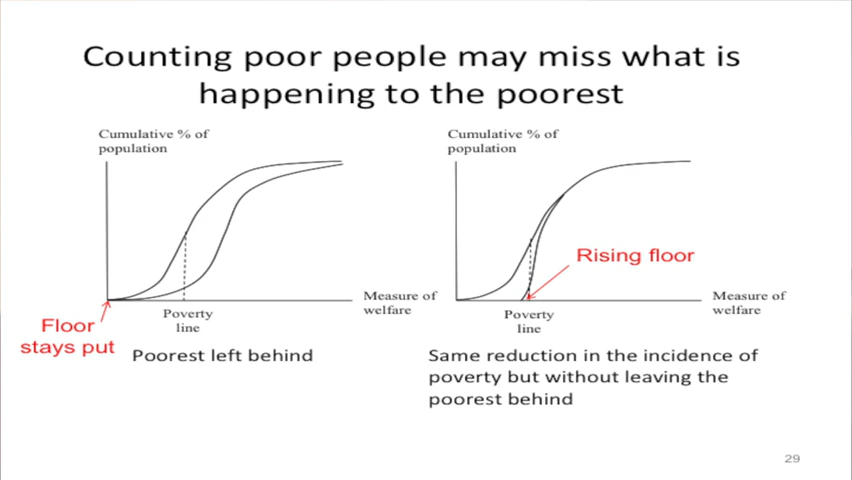 29
Counting poor people may miss what is
happening to the poorest
Cumulative % of
population
Measure of
welfare
Poverty
line
Floor
stays put
Poorest left behind
Cumulative % of
population
Rising floor
Measure of
welfare
Poverty
line
Same reduction in the incidence of
poverty but without leaving the
poorest behind